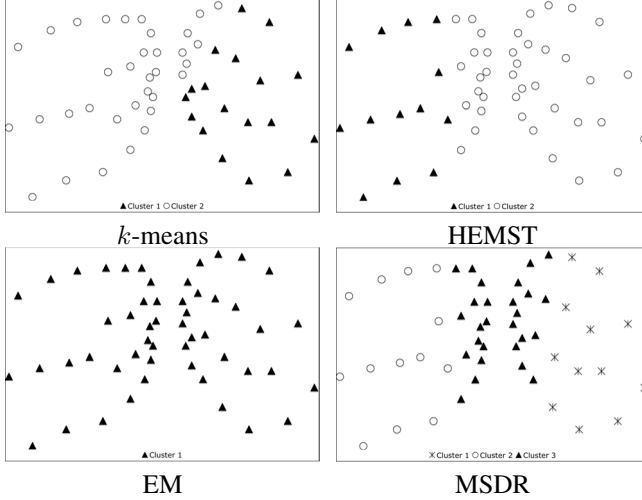 ▲ Cluster 1 ○ Cluster 2
▲ Cluster 1 ○ Cluster 2
k-means
HEMST
▲ Cluster 1
Ж Cluster 1 ○ Cluster 2 ▲ Cluster 3
EM
MSDR